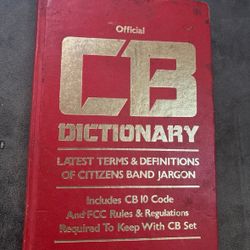 Official
CB
DICTIONARY
LATEST TERMS & DEFINITIONS
OF CITIZENS BAND JARGON
Includes CB 10 Code
And FCC Rules & Regulations
Required To Keep With CB Set